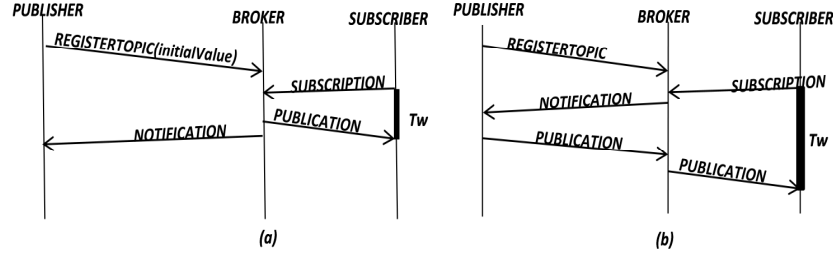 PUBLISHER BROKER SUBSCRIBER
REGISTERTOPIC(initialValue)
SUBSCRIPTION
PUBLICATION
Tw
NOTIFICATION
(a)
PUBLISHER BROKER SUBSCRIBER
REGISTERTOPIC
SUBSCRIPTION
NOTIFICATION
PUBLICATION
Tw
PUBLICATION
(b)